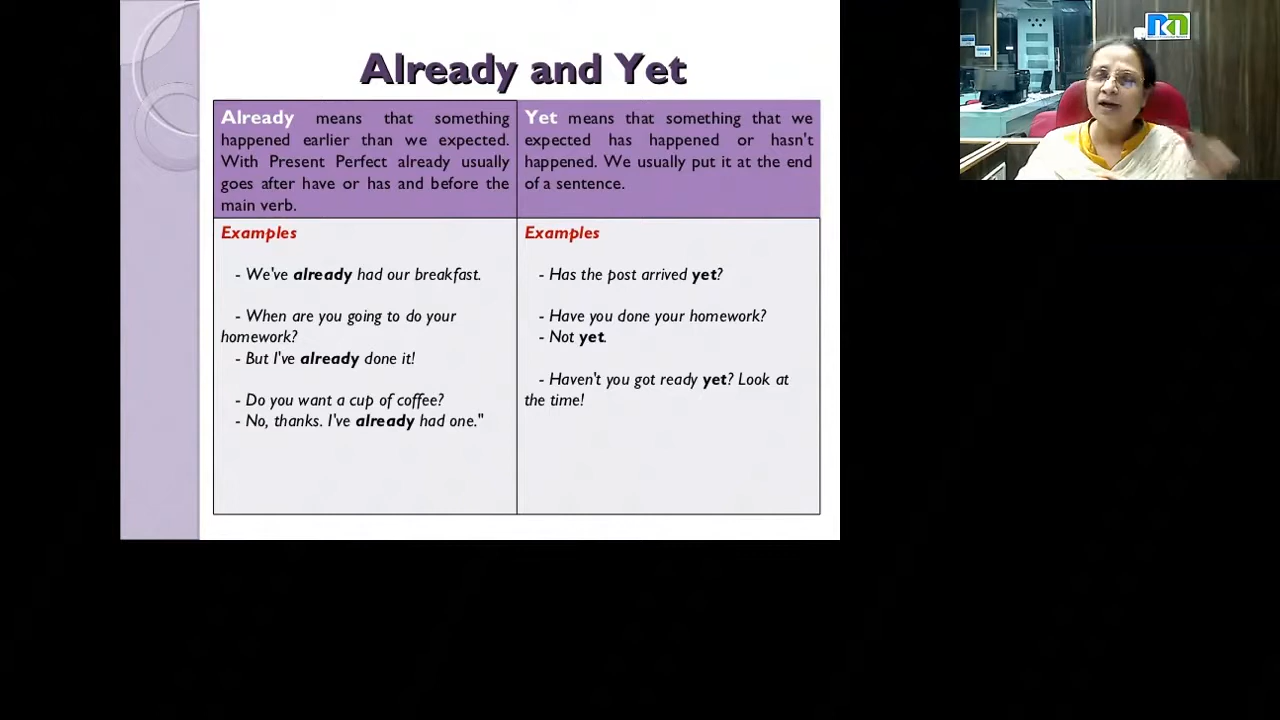 Already and Yet
Already means that something
happened earlier than we expected.
With Present Perfect already usually
goes after have or has and before the
main verb.
Yet means that something that we
expected has happened or hasn't
happened. We usually put it at the end
of a sentence.
Examples
- We've already had our breakfast.
- When are you going to do your
homework?
- But I've already done it!
- Do you want a cup of coffee?
- No, thanks. I've already had one."
Examples
- Has the post arrived yet?
- Have you done your homework?
- Not yet.
- Haven't you got ready yet? Look at
the time!